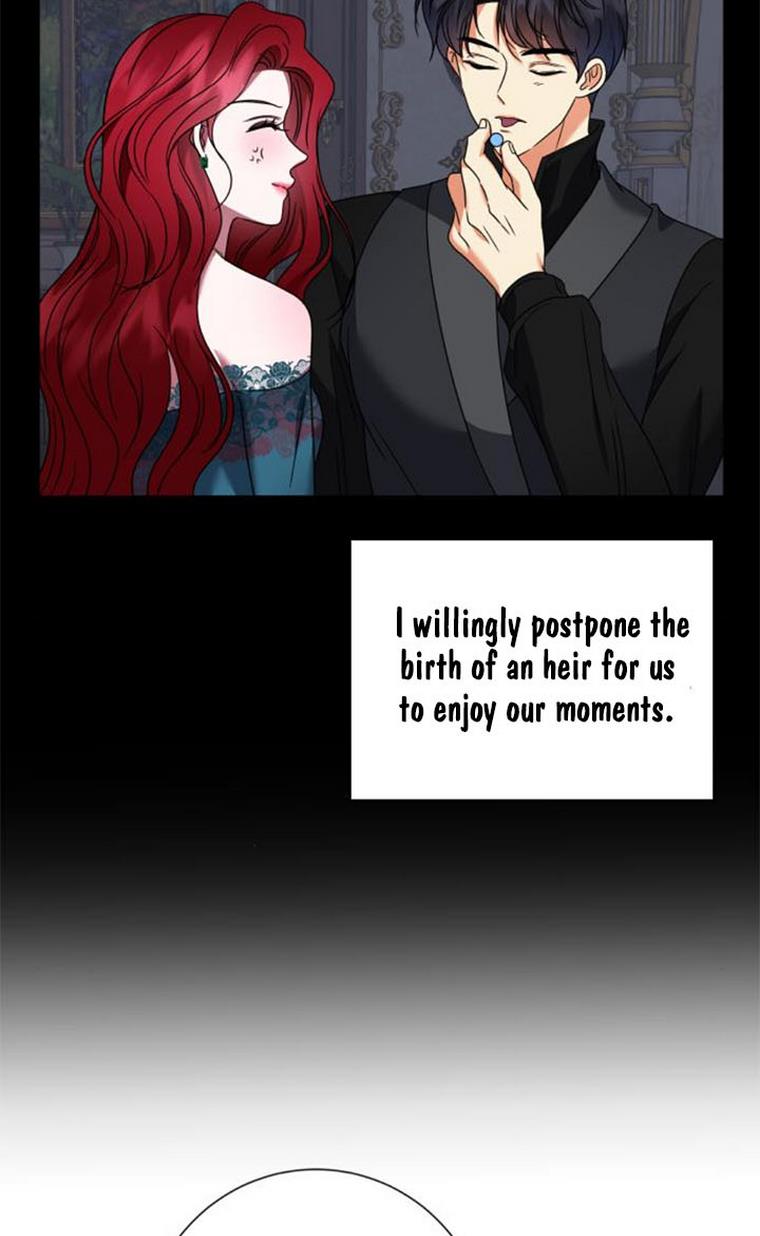 I willingly postpone the
birth of an heir for us
to enjoy our moments.